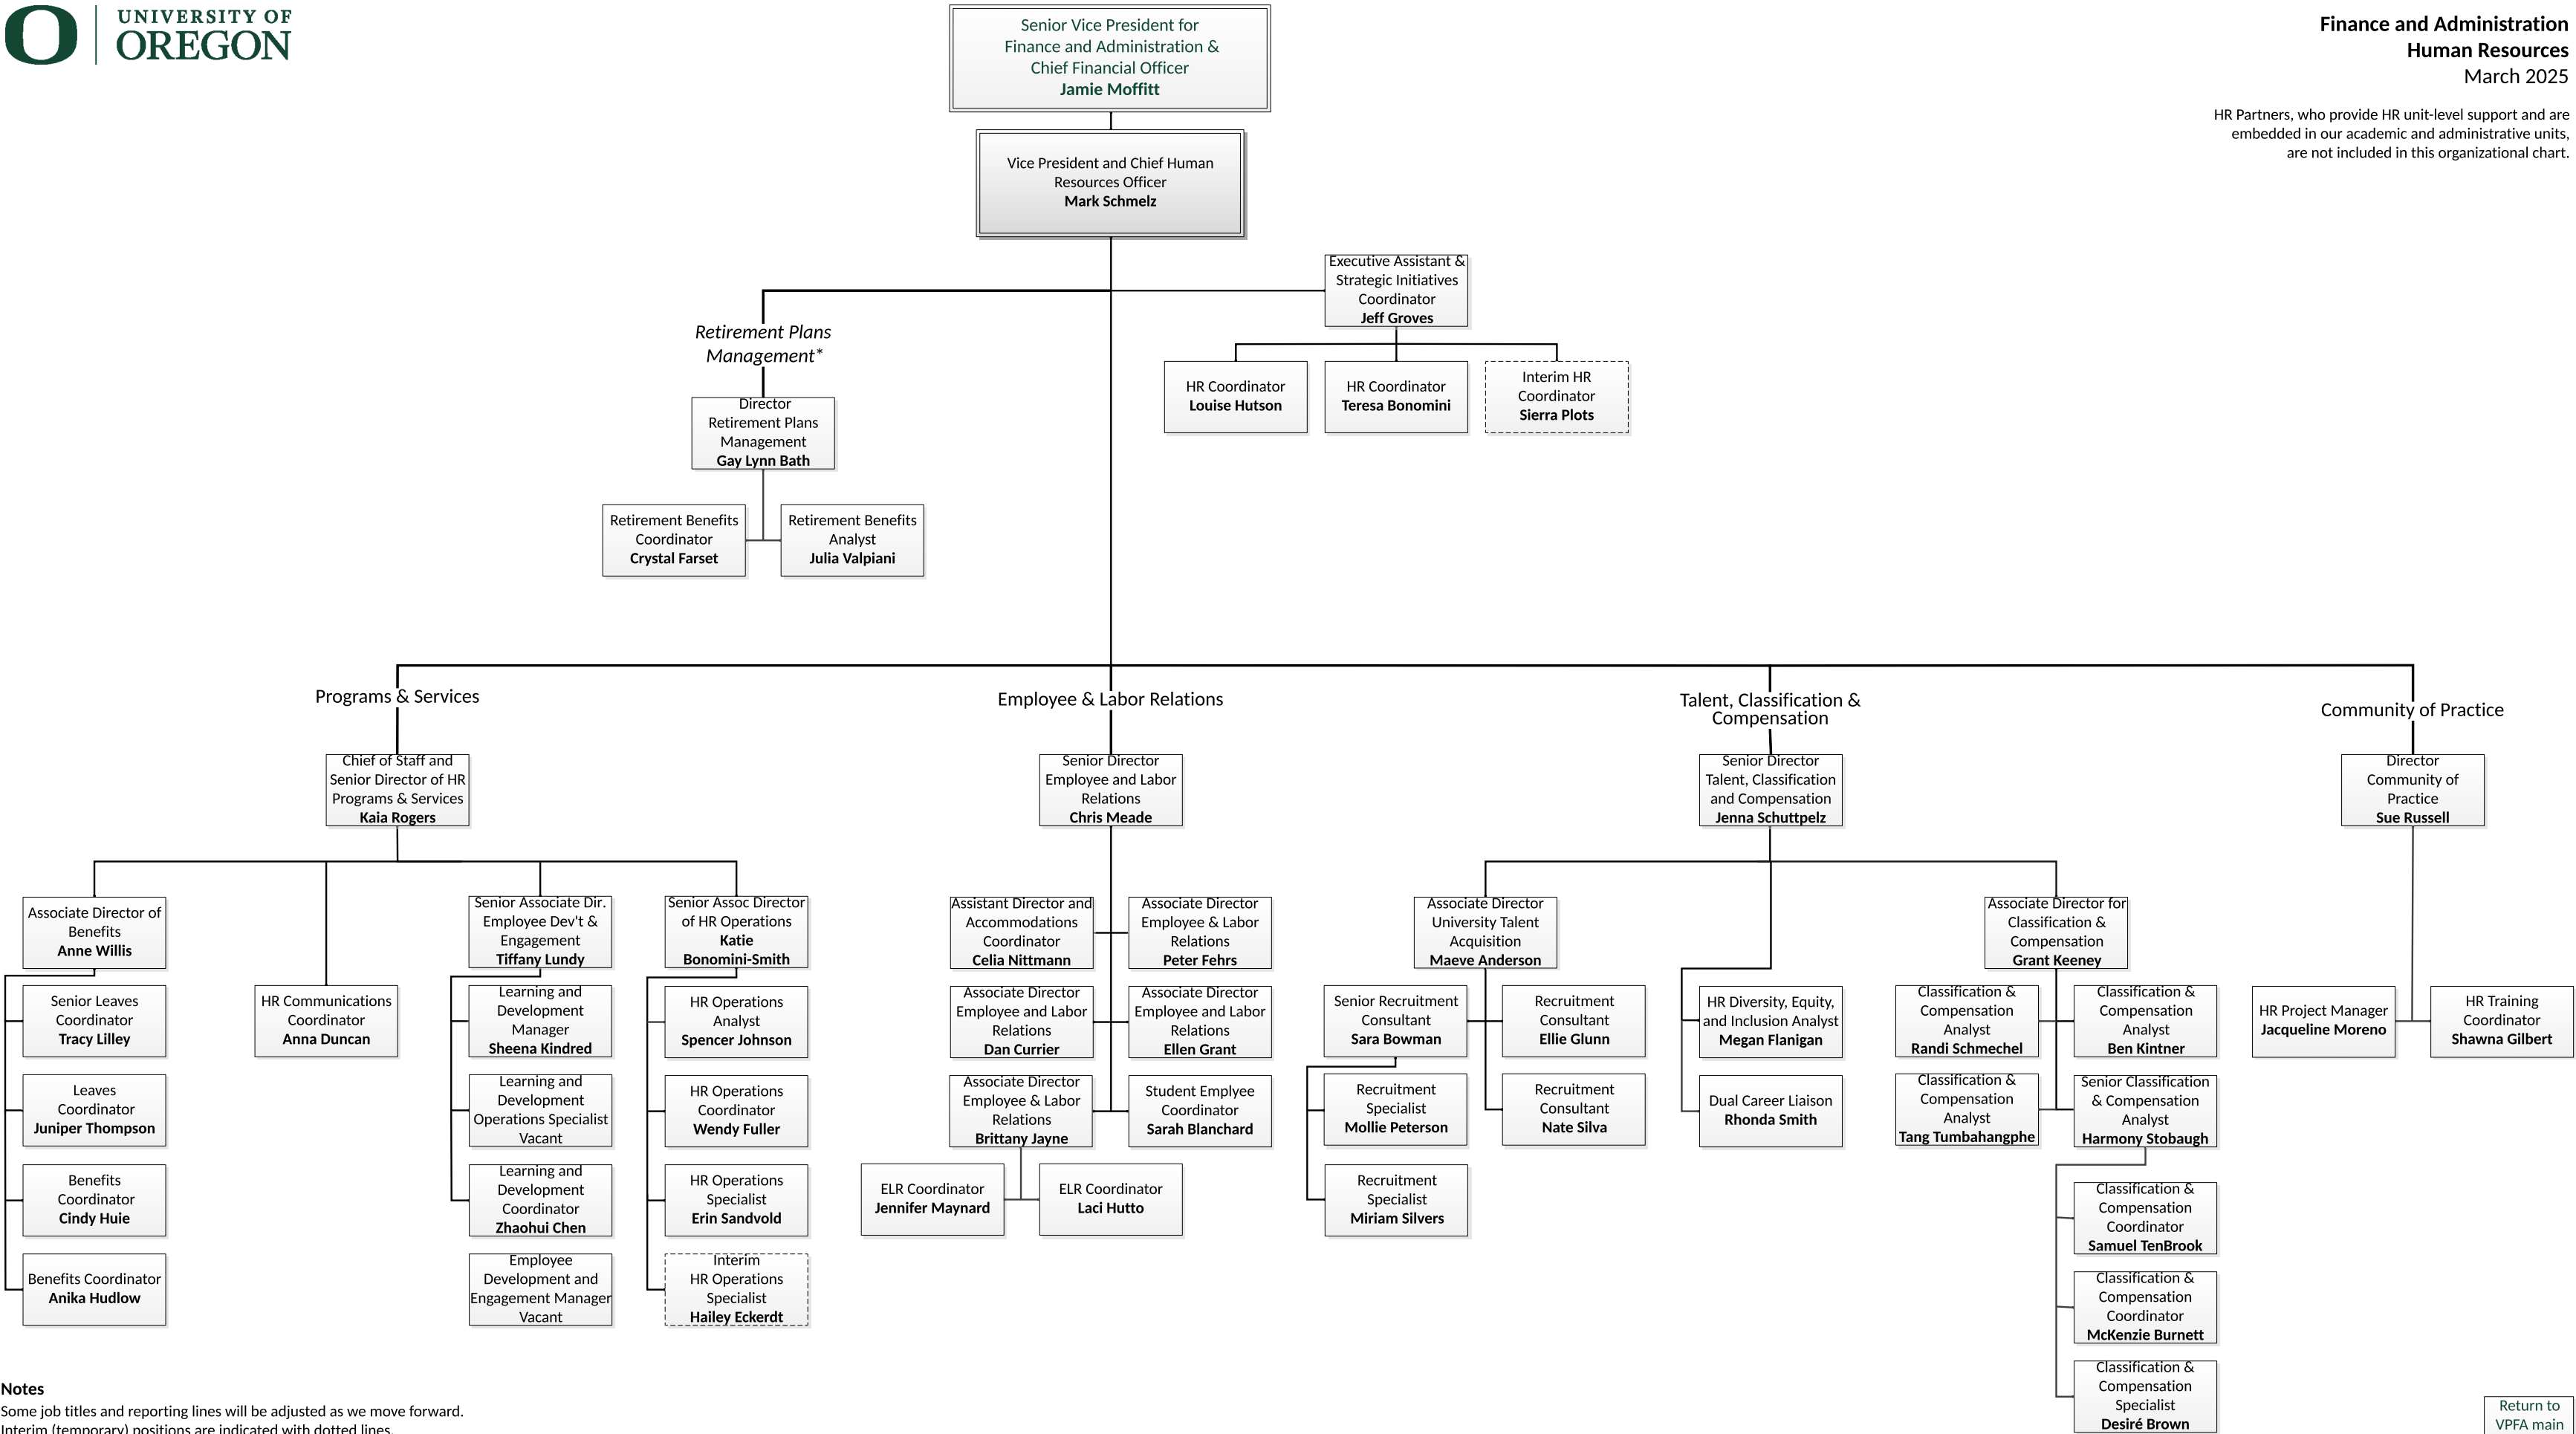 UNIVERSITY OF
OREGON
Senior Vice President for
Finance and Administration &
Chief Financial Officer
Jamie Moffitt
Finance and Administration
Human Resources
March 2025
HR Partners, who provide HR unit-level support and are
embedded in our academic and administrative units,
are not included in this organizational chart.
Vice President and Chief Human
Resources Officer
Mark Schmelz
Executive Assistant &
Strategic Initiatives
Coordinator
Jeff Groves
Retirement Plans
Management*
HR Coordinator
Louise Hutson
HR Coordinator
Teresa Bonomini
Interim HR
Coordinator
Sierra Plots
Director
Retirement Plans
Management
Gay Lynn Bath
Retirement Benefits
Coordinator
Crystal Farset
Retirement Benefits
Analyst
Julia Valpiani
Programs & Services
Employee & Labor Relations
Talent, Classification &
Compensation
Community of Practice
Chief of Staff and
Senior Director of HR
Programs & Services
Kaia Rogers
Senior Director
Employee and Labor
Relations
Chris Meade
Senior Director
Talent, Classification
and Compensation
Jenna Schuttpelz
Director
Community of
Practice
Sue Russell
Associate Director of
Benefits
Anne Willis
Senior Associate Dir.
Employee Dev't &
Engagement
Tiffany Lundy
Senior Assoc Director
of HR Operations
Katie
Bonomini-Smith
Assistant Director and
Accommodations
Coordinator
Celia Nittmann
Associate Director
Employee & Labor
Relations
Peter Fehrs
Associate Director
University Talent
Acquisition
Maeve Anderson
Associate Director for
Classification &
Compensation
Grant Keeney
Senior Leaves
Coordinator
Tracy Lilley
HR Communications
Coordinator
Anna Duncan
Learning and
Development
Manager
Sheena Kindred
HR Operations
Analyst
Spencer Johnson
Associate Director
Employee and Labor
Relations
Dan Currier
Associate Director
Employee and Labor
Relations
Ellen Grant
Senior Recruitment
Consultant
Sara Bowman
Recruitment
Consultant
Ellie Glunn
HR Diversity, Equity,
and Inclusion Analyst
Megan Flanigan
Classification &
Compensation
Analyst
Randi Schmechel
Classification &
Compensation
Analyst
Ben Kintner
HR Project Manager
Jacqueline Moreno
HR Training
Coordinator
Shawna Gilbert
Leaves
Coordinator
Juniper Thompson
Learning and
Development
Operations Specialist
Vacant
HR Operations
Coordinator
Wendy Fuller
Associate Director
Employee & Labor
Relations
Brittany Jayne
Student Emplyee
Coordinator
Sarah Blanchard
Recruitment
Specialist
Mollie Peterson
Recruitment
Consultant
Nate Silva
Dual Career Liaison
Rhonda Smith
Classification &
Compensation
Analyst
Tang Tumbahangphe
Senior Classification
& Compensation
Analyst
Harmony Stobaugh
Benefits
Coordinator
Cindy Huie
Learning and
Development
Coordinator
Zhaohui Chen
HR Operations
Specialist
Erin Sandvold
ELR Coordinator
Jennifer Maynard
ELR Coordinator
Laci Hutto
Recruitment
Specialist
Miriam Silvers
Classification &
Compensation
Coordinator
Samuel TenBrook
Benefits Coordinator
Anika Hudlow
Employee
Development and
Engagement Manager
Vacant
Interim
HR Operations
Specialist
Hailey Eckerdt
Classification &
Compensation
Coordinator
McKenzie Burnett
Classification &
Compensation
Specialist
Desiré Brown
Notes
Some job titles and reporting lines will be adjusted as we move forward.
Interim (temporary) positions are indicated with dotted lines.
Return to
VPFA main